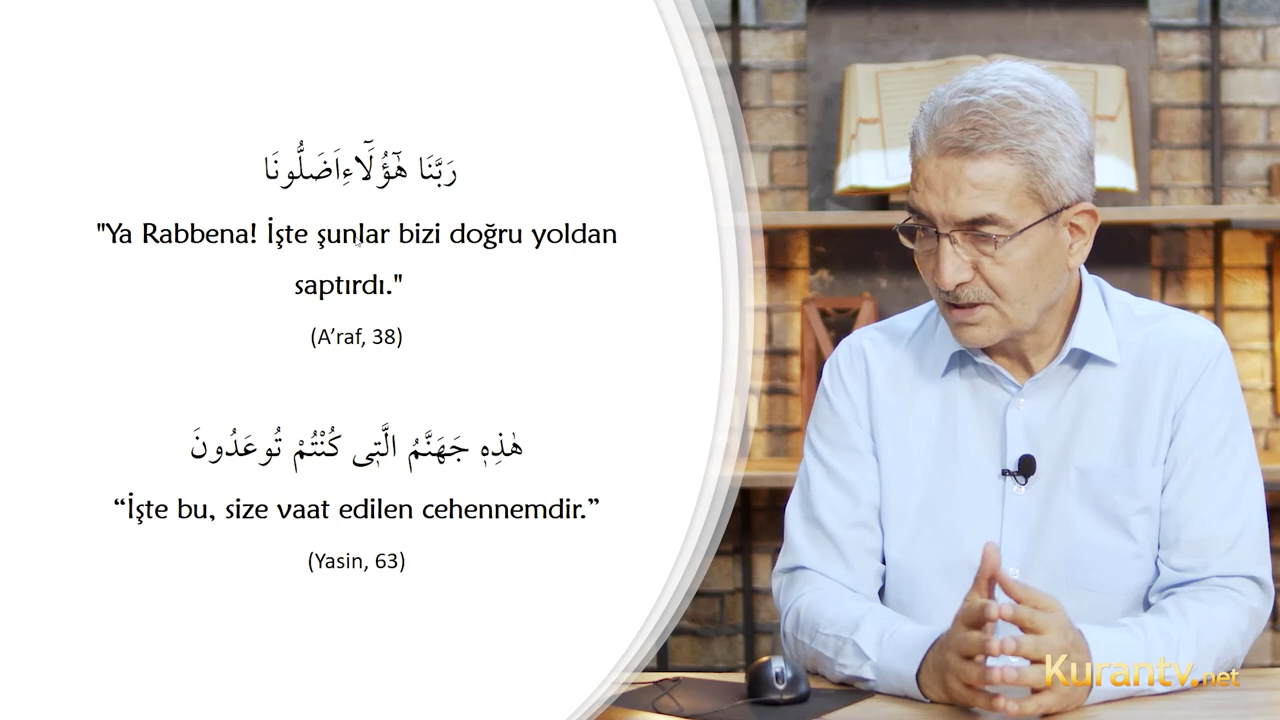 رَبَّنَا هٰٓؤُ۬لَٓاءِاَضَلُّونَا
"Ya Rabbena! İşte şunlar bizi doğru yoldan
saptırdı."
(A’raf, 38)
هٰذِه۪ جَهَنَّمُ الَّت۪ى كُنْتُمْ تُوعَدُونَ
“İşte bu, size vaat edilen cehennemdir.”
(Yasin, 63)
Kurantv.net